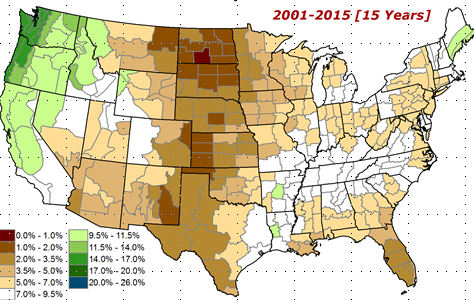 2001-2015 [15 Years]
0.0% - 1.0%
1.0% - 2.0%
2.0% - 3.5%
3.5% - 5.0%
5.0% - 7.0%
7.0% - 9.5%
9.5% - 11.5%
11.5% - 14.0%
14.0% - 17.0%
17.0% - 20.0%
20.0% - 26.0%